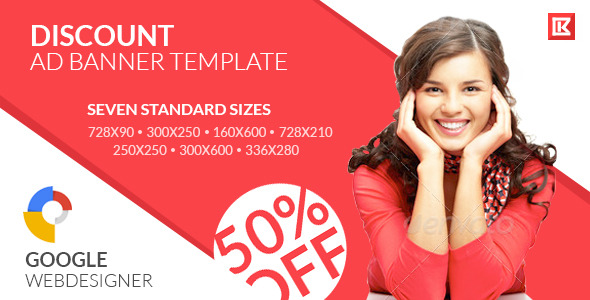 DISCOUNT
AD BANNER TEMPLATE
SEVEN STANDARD SIZES
728X90 • 300X250 • 160X600 • 728X210
250X250 • 300X600 • 336X280
50%
OFF
GOOGLE
WEBDESIGNER